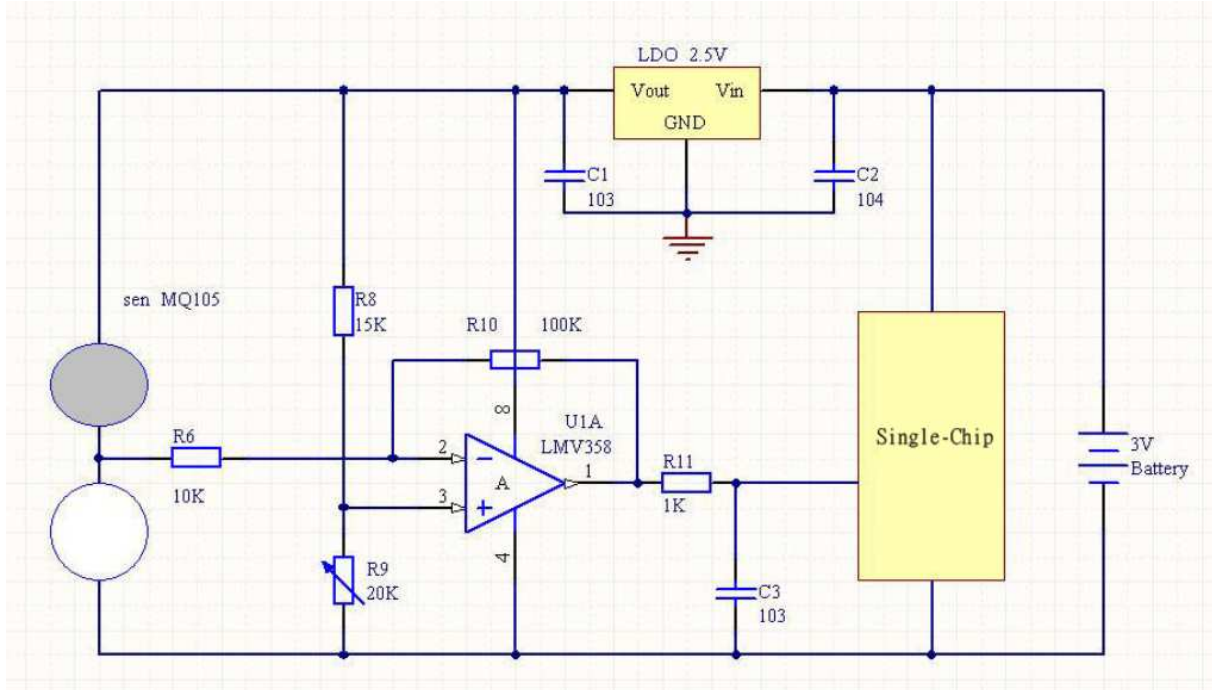 LDO 2.5V
Vout Vin
GND
C1
103
C2
104
sen MQ105
R8
15K
R10 100K
8
U1A
LMV358
R6
10K
2
3
A
1
4
R11
1K
R9
20K
C3
103
Single-Chip
3V
Battery